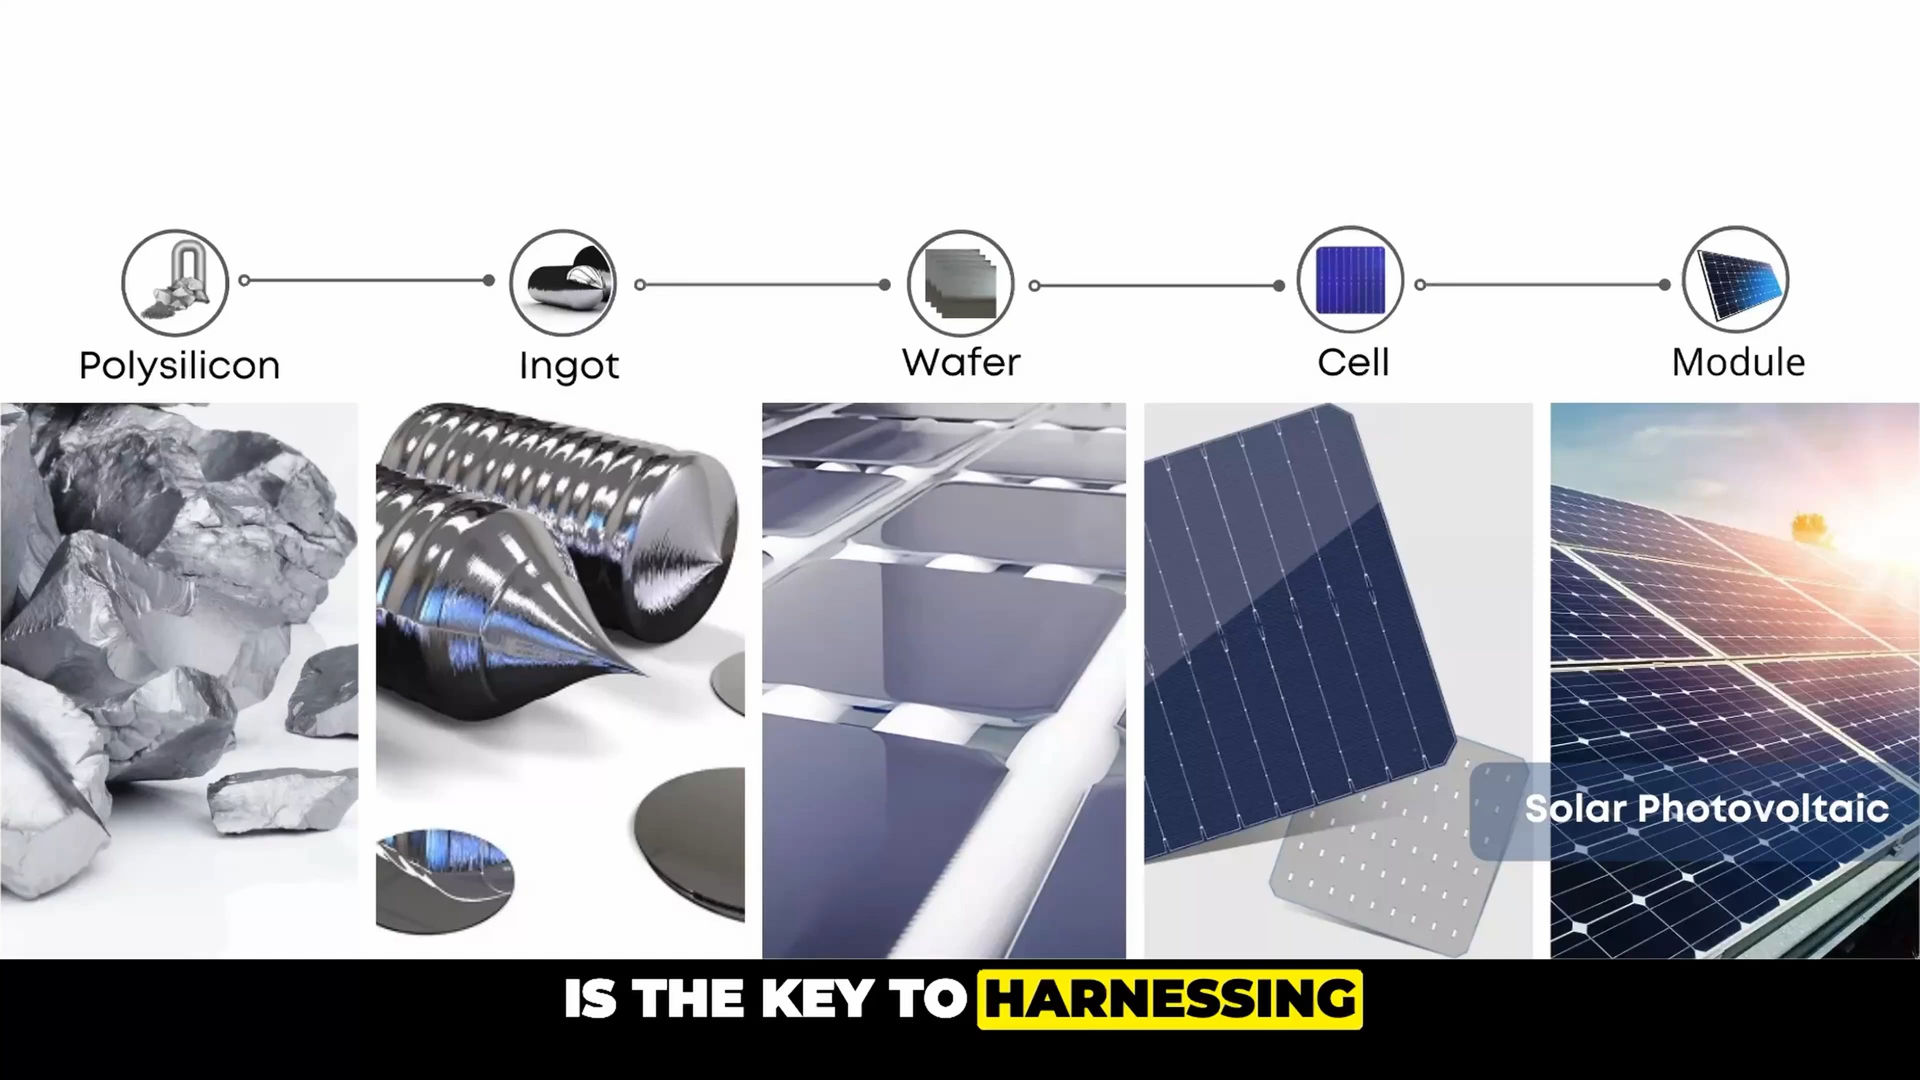 Polysilicon
Ingot
Wafer
Cell
Module
Solar Photovoltaic
IS THE KEY TO HARNESSING